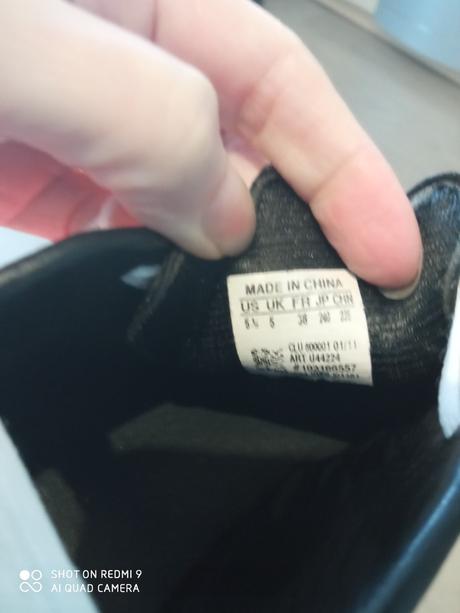 MADE IN CHINA
US UK FR JP CHN
5½ 5 38 240 235
CLU 600001 01/11
ART U44224
SHOT ON REDMI 9
AI QUAD CAMERA